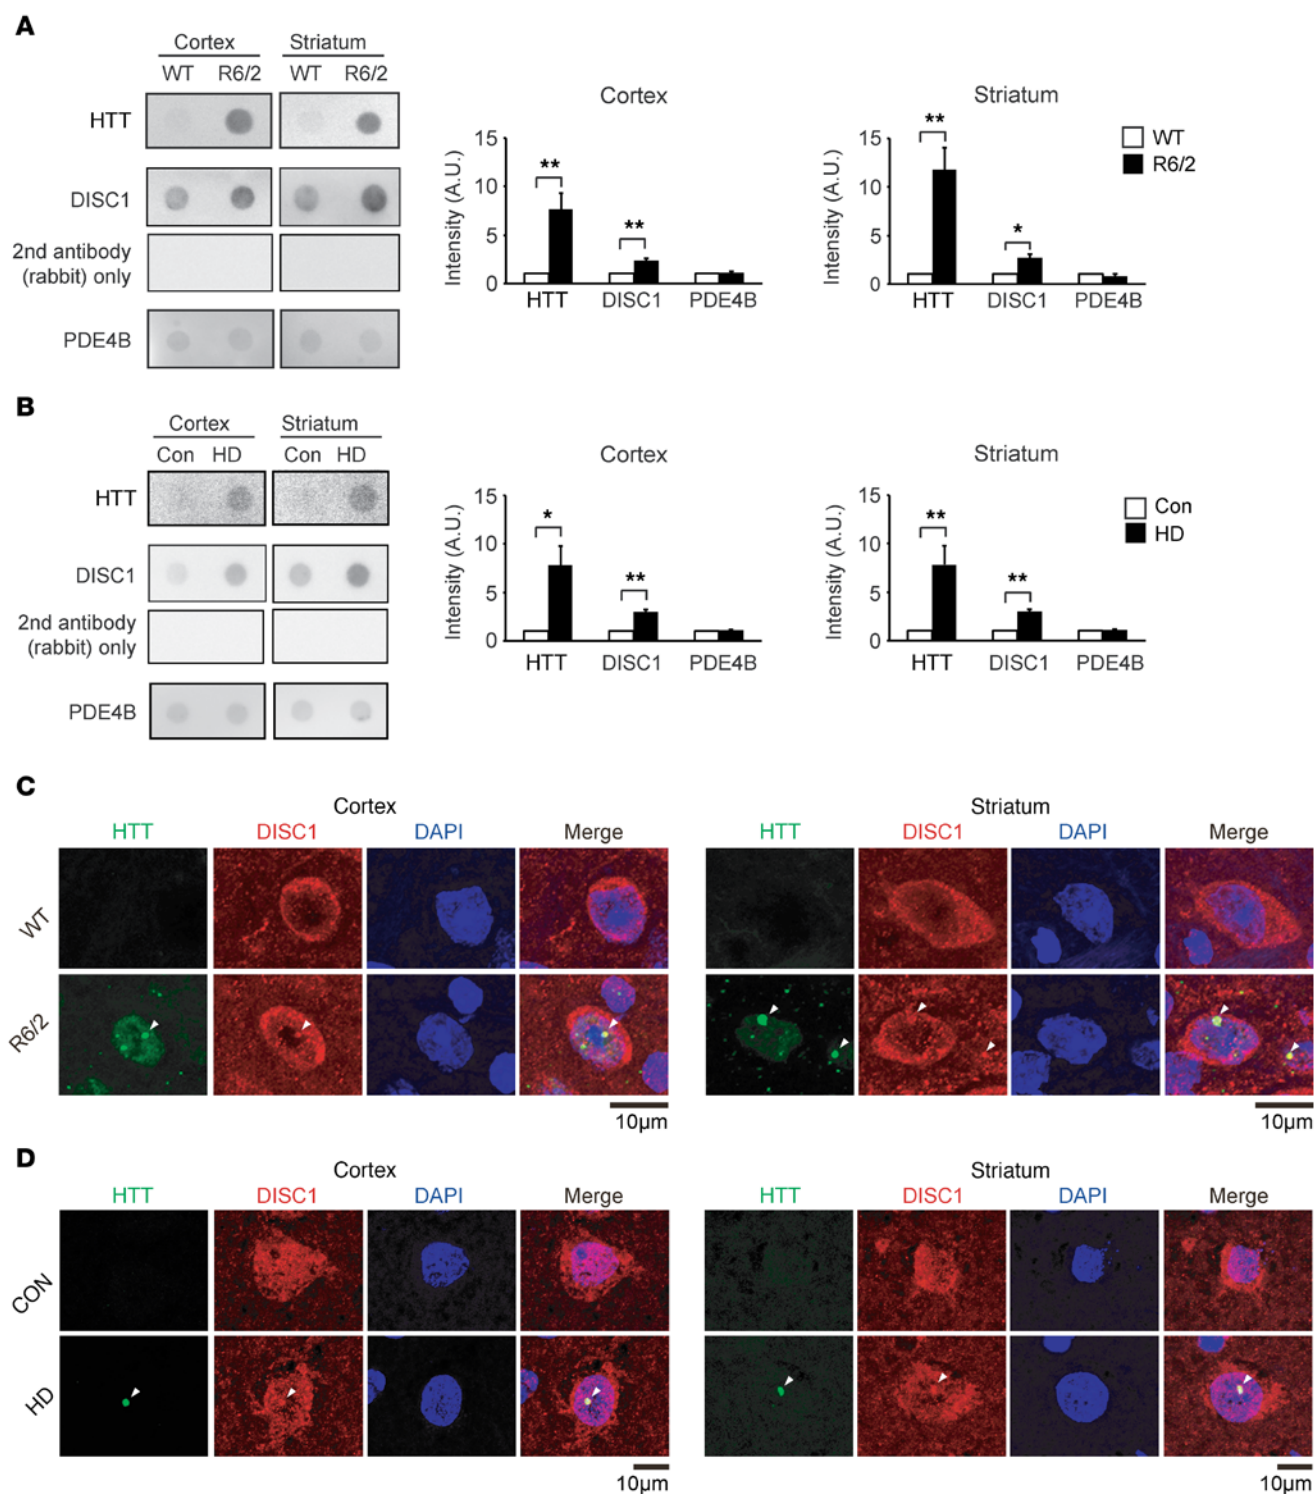 A
Cortex Striatum
WT R6/2 WT R6/2
HTT
DISC1
2nd antibody
(rabbit) only
PDE4B
Cortex
Intensity (A.U.)
15
10
5
0
** **
HTT DISC1 PDE4B
Striatum
Intensity (A.U.)
15
10
5
0
** *
HTT DISC1 PDE4B
WT
R6/2
B
Cortex Striatum
Con HD Con HD
HTT
DISC1
2nd antibody
(rabbit) only
PDE4B
Cortex
Intensity (A.U.)
15
10
5
0
* **
HTT DISC1 PDE4B
Striatum
Intensity (A.U.)
15
10
5
0
** **
HTT DISC1 PDE4B
Con
HD
C
Cortex Striatum
HTT DISC1 DAPI Merge HTT DISC1 DAPI Merge
WT
R6/2
10µm 10µm
D
Cortex Striatum
HTT DISC1 DAPI Merge HTT DISC1 DAPI Merge
CON
HD
10µm 10µm